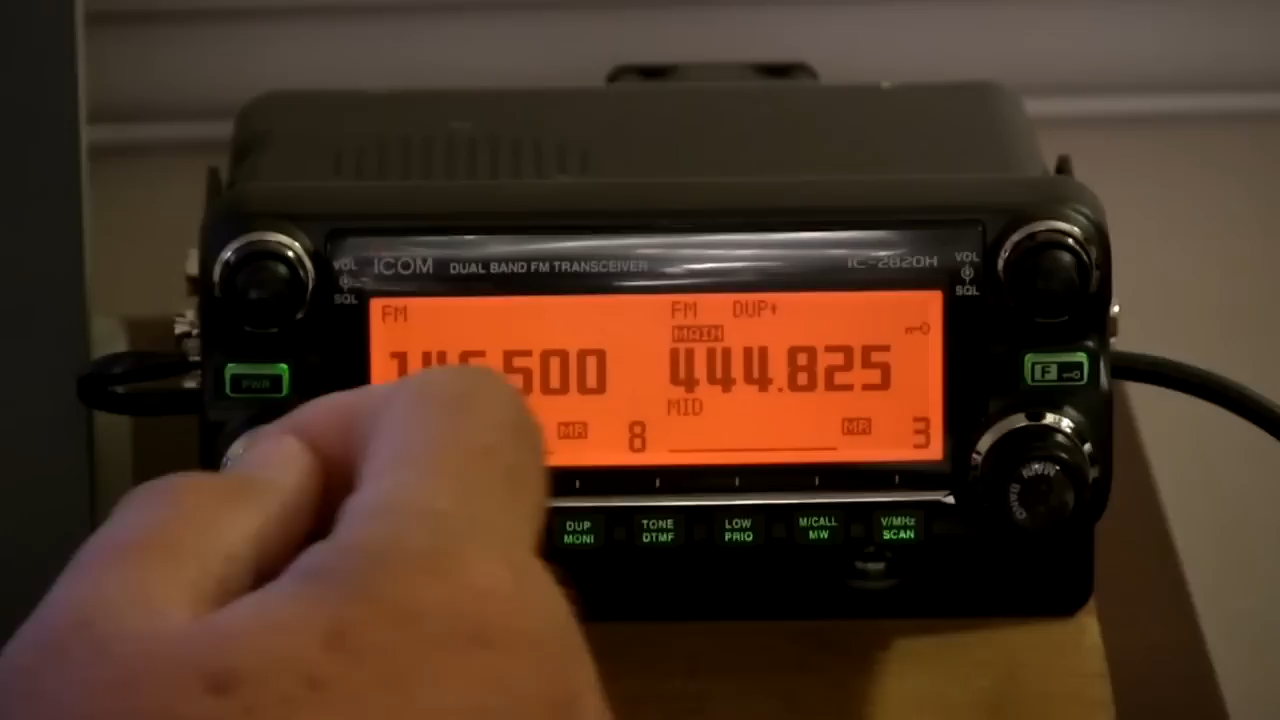 VOL
SQL
ICOM DUAL BAND FM TRANSCEIVER IC-2820H
VOL
SQL
FM
FM DUP+
MAIN
.500
444.825
MID
MR 8
MR 3
PWR
F
MAIN
BAND
DUP
MONI
TONE
DTMF
LOW
PRIO
M/CALL
MW
V/MHz
SCAN